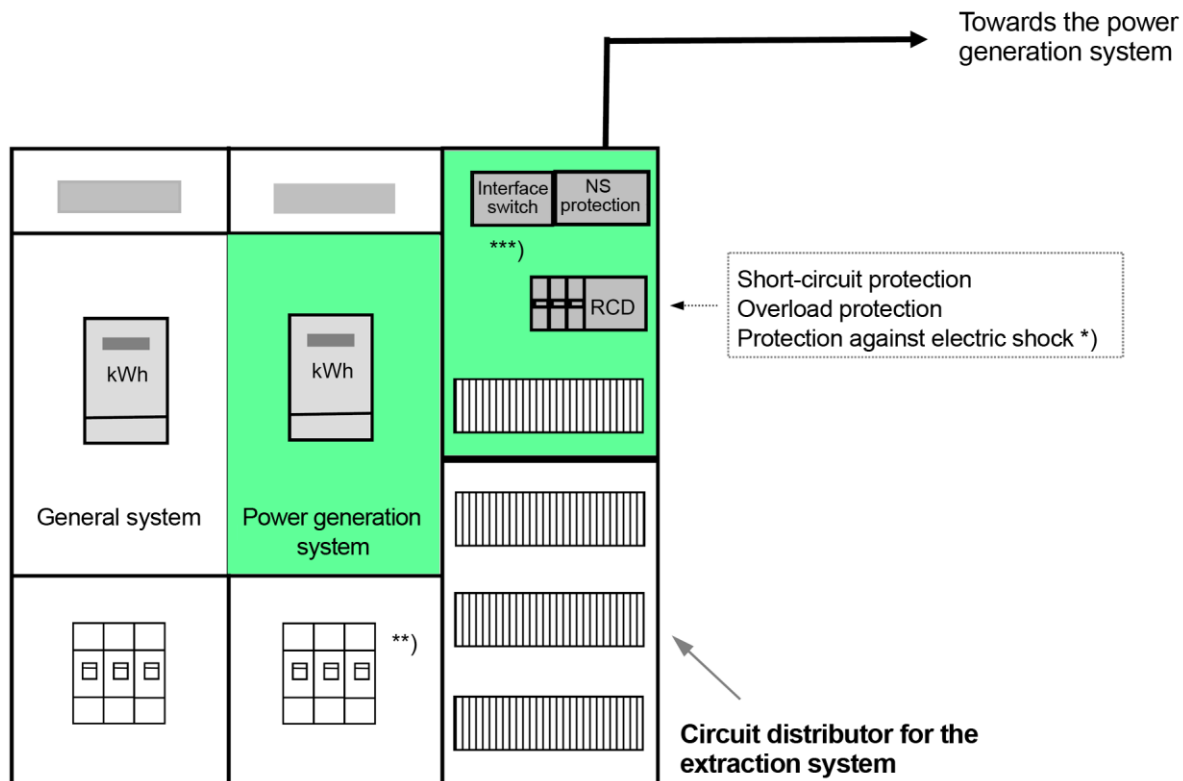 Towards the power
generation system
Interface
switch
NS
protection
***)
RCD
Short-circuit protection
Overload protection
Protection against electric shock *)
kWh
kWh
General system
Power generation
system
**)
Circuit distributor for the
extraction system